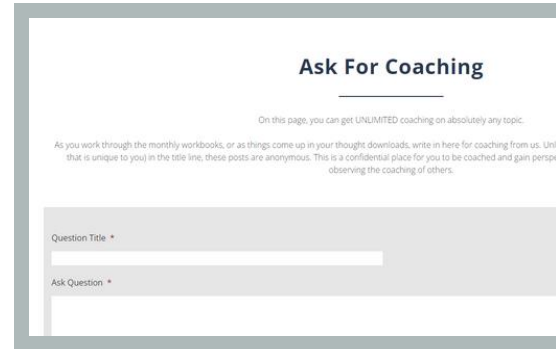 Ask For Coaching
On this page, you can get UNLIMITED coaching on absolutely any topic.
As you work through the monthly workbooks, or as things come up in your thought downloads, write in here for coaching from us. Unl
that is unique to you) in the title line, these posts are anonymous. This is a confidential place for you to be coached and gain perspe
observing the coaching of others.
Question Title *
Ask Question *